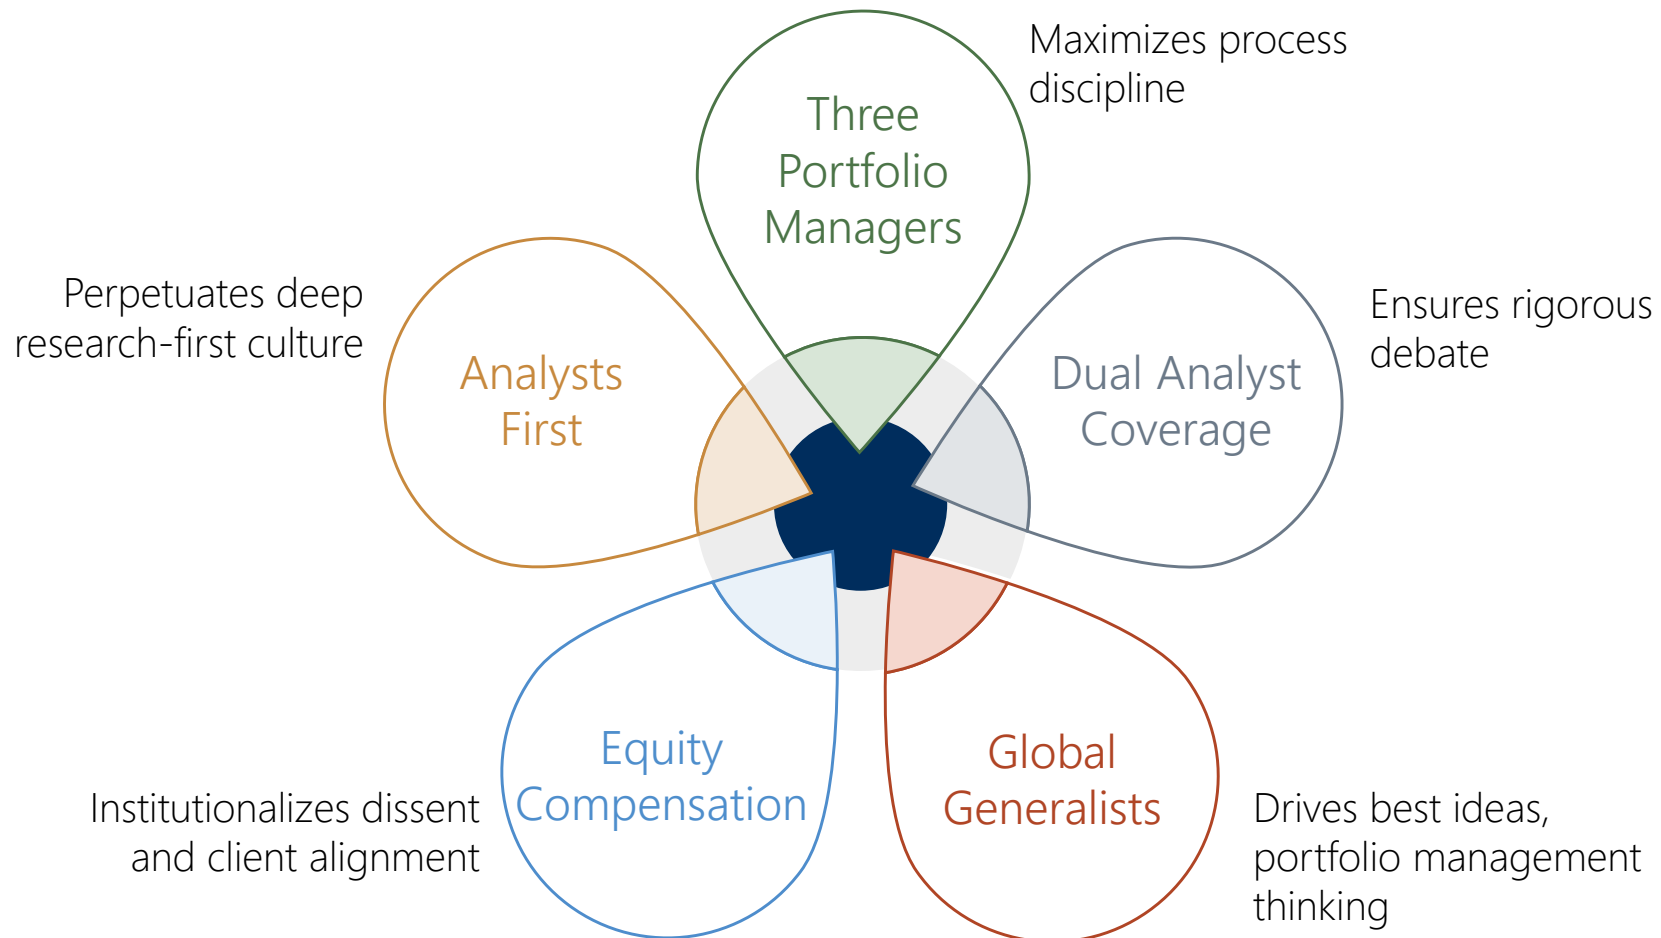 Three
Portfolio
Managers
Maximizes process
discipline
Dual Analyst
Coverage
Ensures rigorous
debate
Global
Generalists
Drives best ideas,
portfolio management
thinking
Equity
Compensation
Institutionalizes dissent
and client alignment
Analysts
First
Perpetuates deep
research-first culture